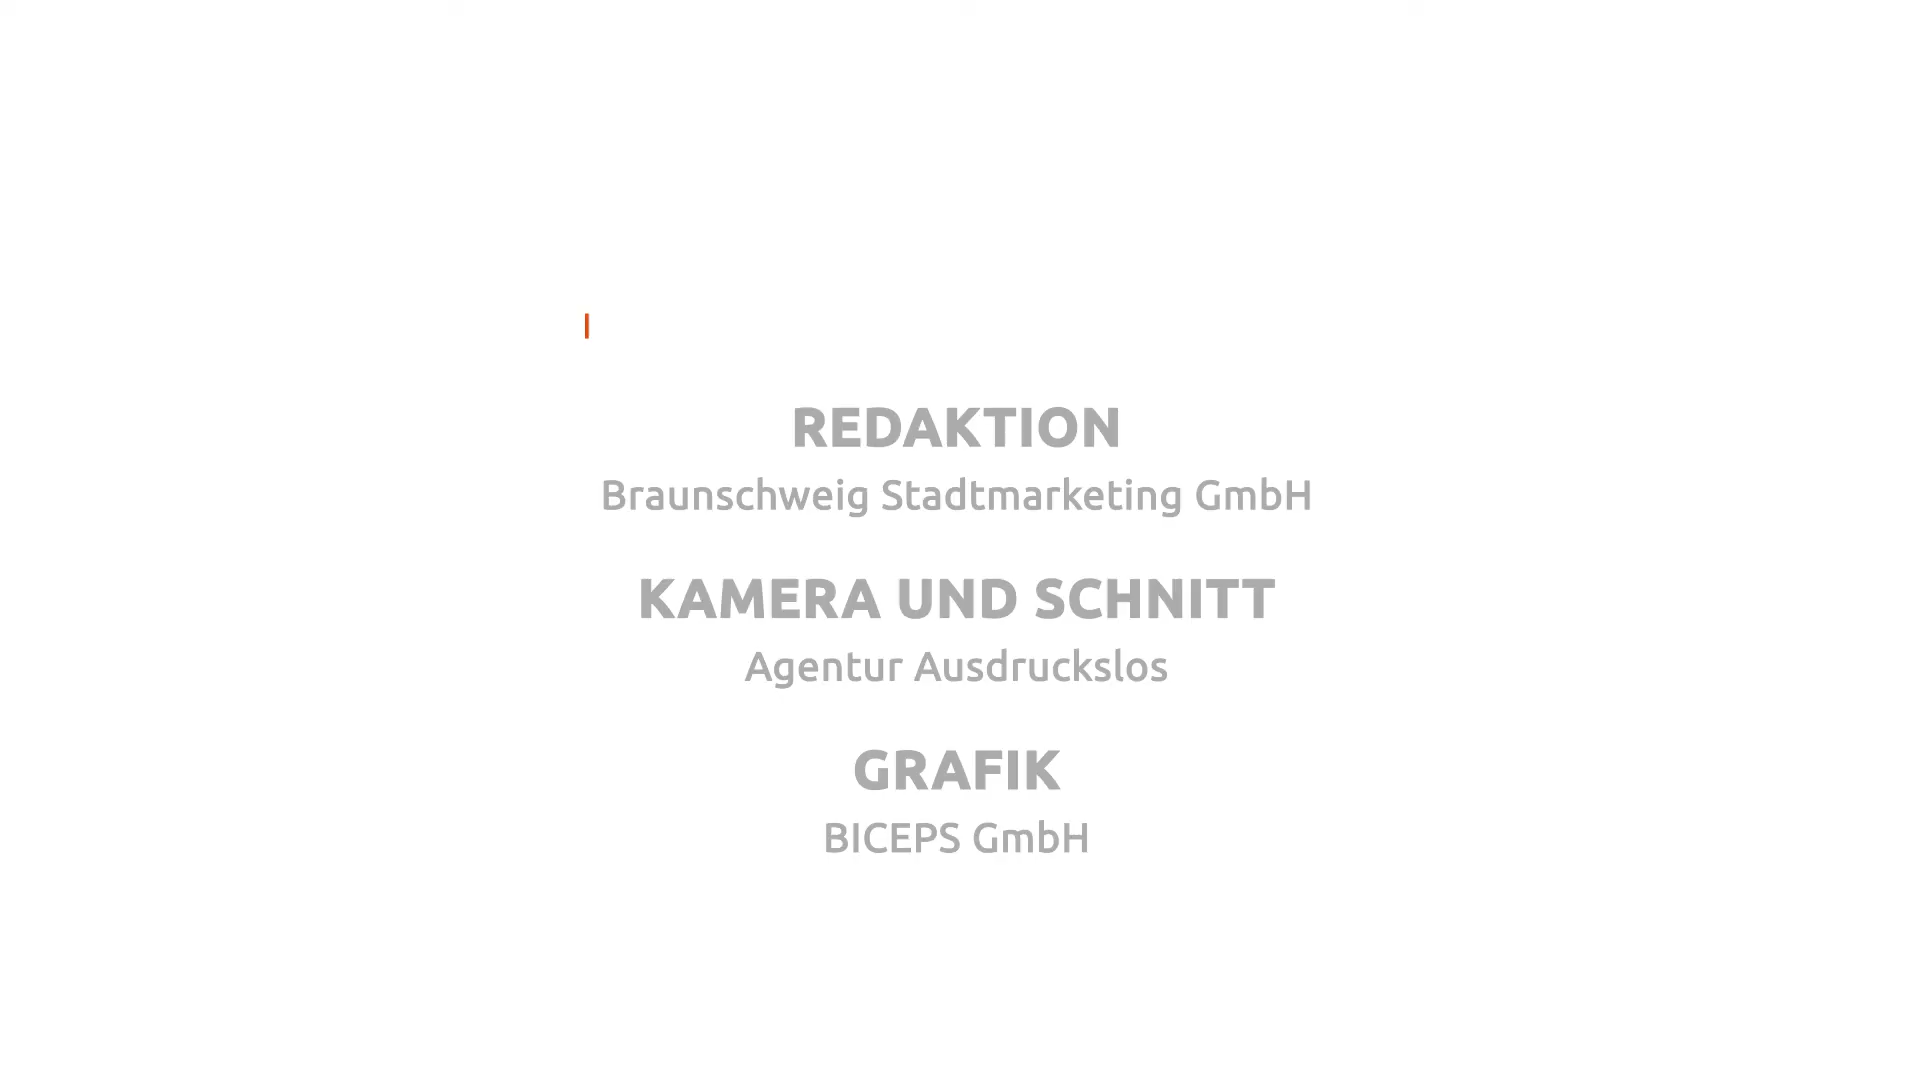 REDAKTION
Braunschweig Stadtmarketing GmbH
KAMERA UND SCHNITT
Agentur Ausdruckslos
GRAFIK
BICEPS GmbH